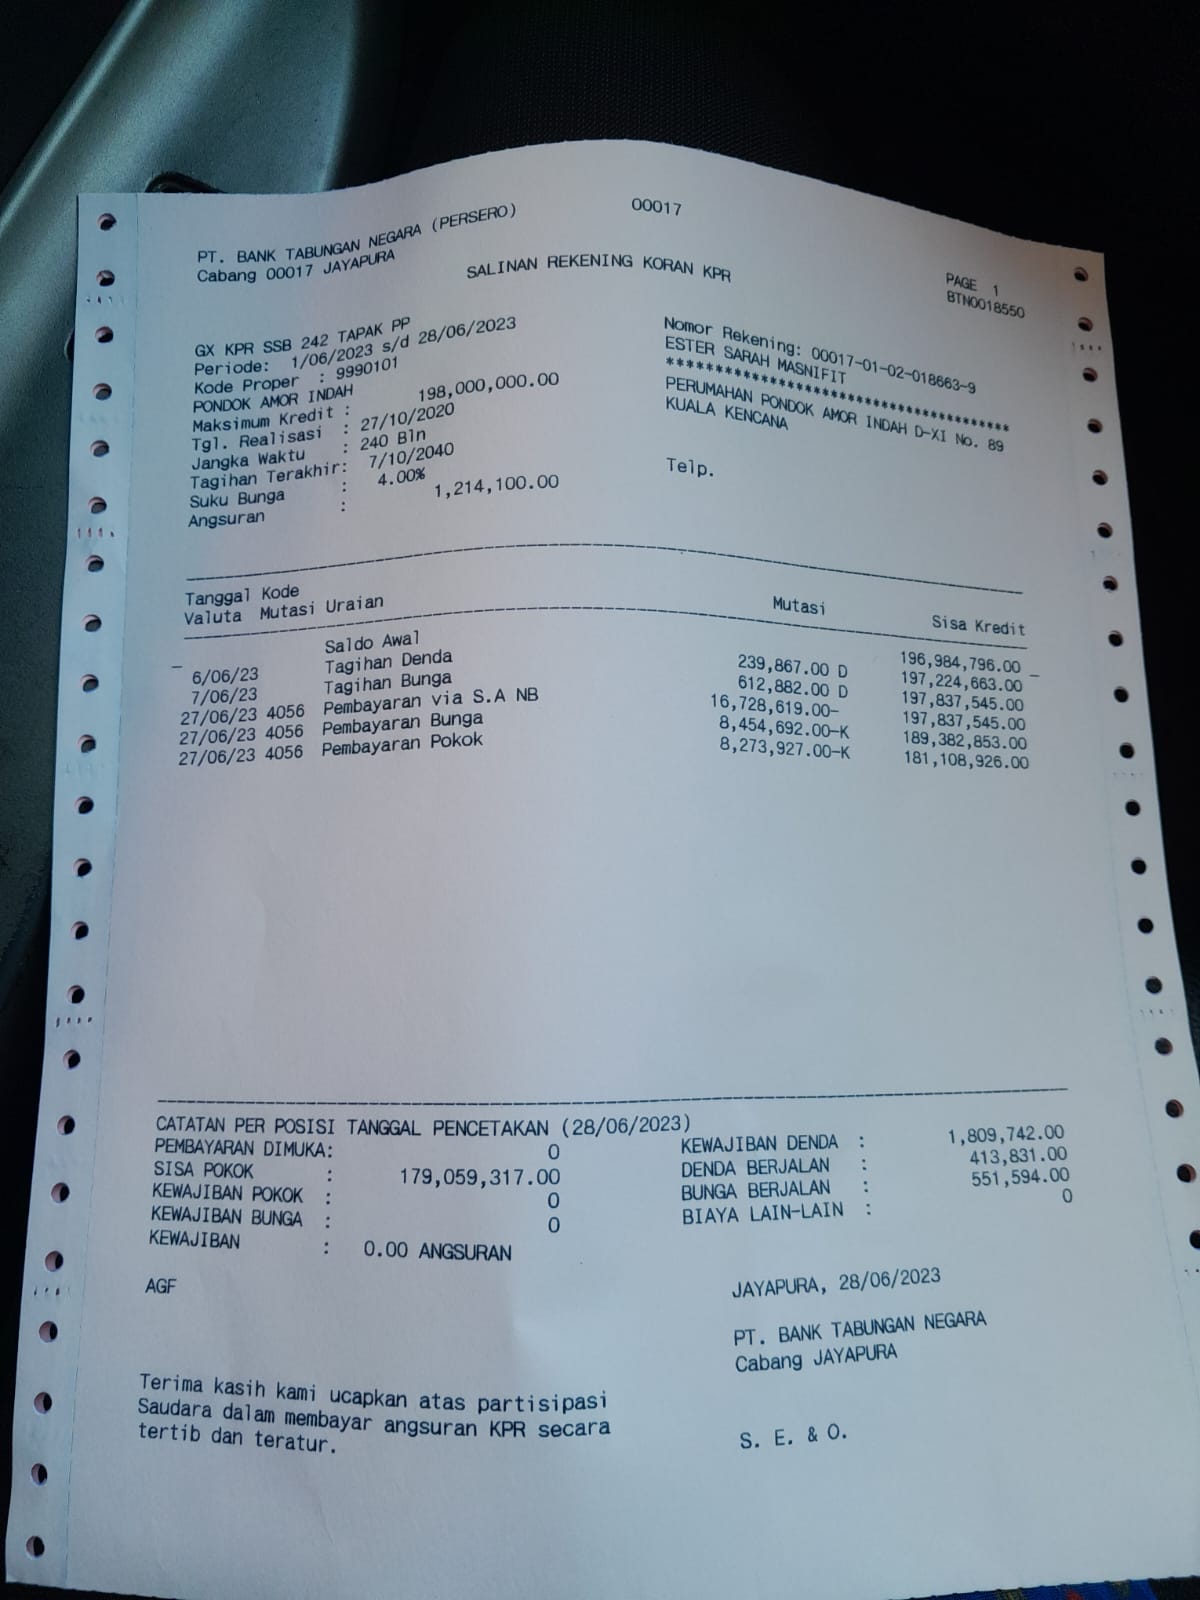 00017
PT. BANK TABUNGAN NEGARA (PERSERO)
Cabang 00017 JAYAPURA
SALINAN REKENING KORAN KPR
PAGE 1
BTN0018550
GX KPR SSB 242 TAPAK PP
Periode: 1/06/2023 s/d 28/06/2023
Kode Proper : 9990101
PONDOK AMOR INDAH
Maksimum Kredit : 198,000,000.00
Tgl. Realisasi : 27/10/2020
Jangka Waktu : 240 Bln
Tagihan Terakhir: 7/10/2040
Suku Bunga : 4.00%
Angsuran : 1,214,100.00
Nomor Rekening: 00017-01-02-018663-9
ESTER SARAH MASNIFIT
****************************************
PERUMAHAN PONDOK AMOR INDAH D-XI No. 89
KUALA KENCANA
Telp.
Tanggal Kode
Valuta Mutasi Uraian Mutasi Sisa Kredit
Saldo Awal 196,984,796.00
6/06/23 Tagihan Denda 239,867.00 D 197,224,663.00
7/06/23 Tagihan Bunga 612,882.00 D 197,837,545.00
27/06/23 4056 Pembayaran via S.A NB 16,728,619.00- 197,837,545.00
27/06/23 4056 Pembayaran Bunga 8,454,692.00-K 189,382,853.00
27/06/23 4056 Pembayaran Pokok 8,273,927.00-K 181,108,926.00
CATATAN PER POSISI TANGGAL PENCETAKAN (28/06/2023)
PEMBAYARAN DIMUKA: 0 KEWAJIBAN DENDA : 1,809,742.00
SISA POKOK : 179,059,317.00 DENDA BERJALAN : 413,831.00
KEWAJIBAN POKOK : 0 BUNGA BERJALAN : 551,594.00
KEWAJIBAN BUNGA : 0 BIAYA LAIN-LAIN : 0
KEWAJIBAN : 0.00 ANGSURAN
AGF
JAYAPURA, 28/06/2023
PT. BANK TABUNGAN NEGARA
Cabang JAYAPURA
Terima kasih kami ucapkan atas partisipasi
Saudara dalam membayar angsuran KPR secara
tertib dan teratur.
S. E. & O.